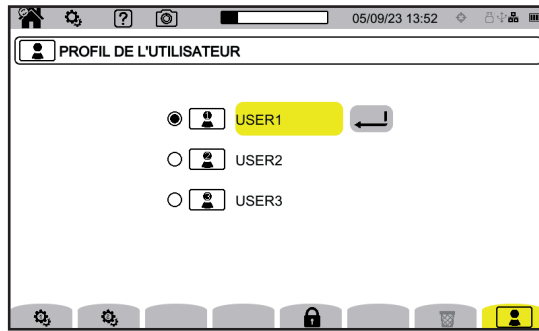 05/09/23 13:52
PROFIL DE L'UTILISATEUR
USER1
USER2
USER3